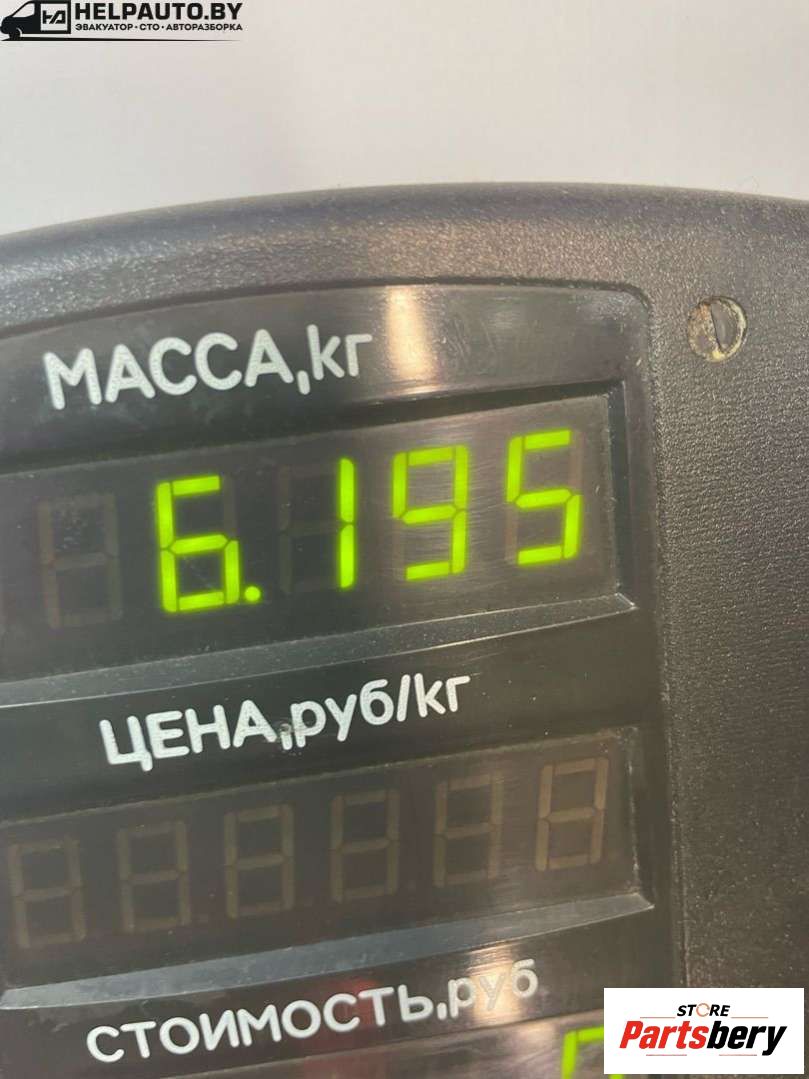 HELPAUTO.BY
ЭВАКУАТОР • СТО • АВТОРАЗБОРКА
МАССА,кг
6.195
ЦЕНА,руб/кг
СТОИМОСТЬ,руб
STORE
Partsbery